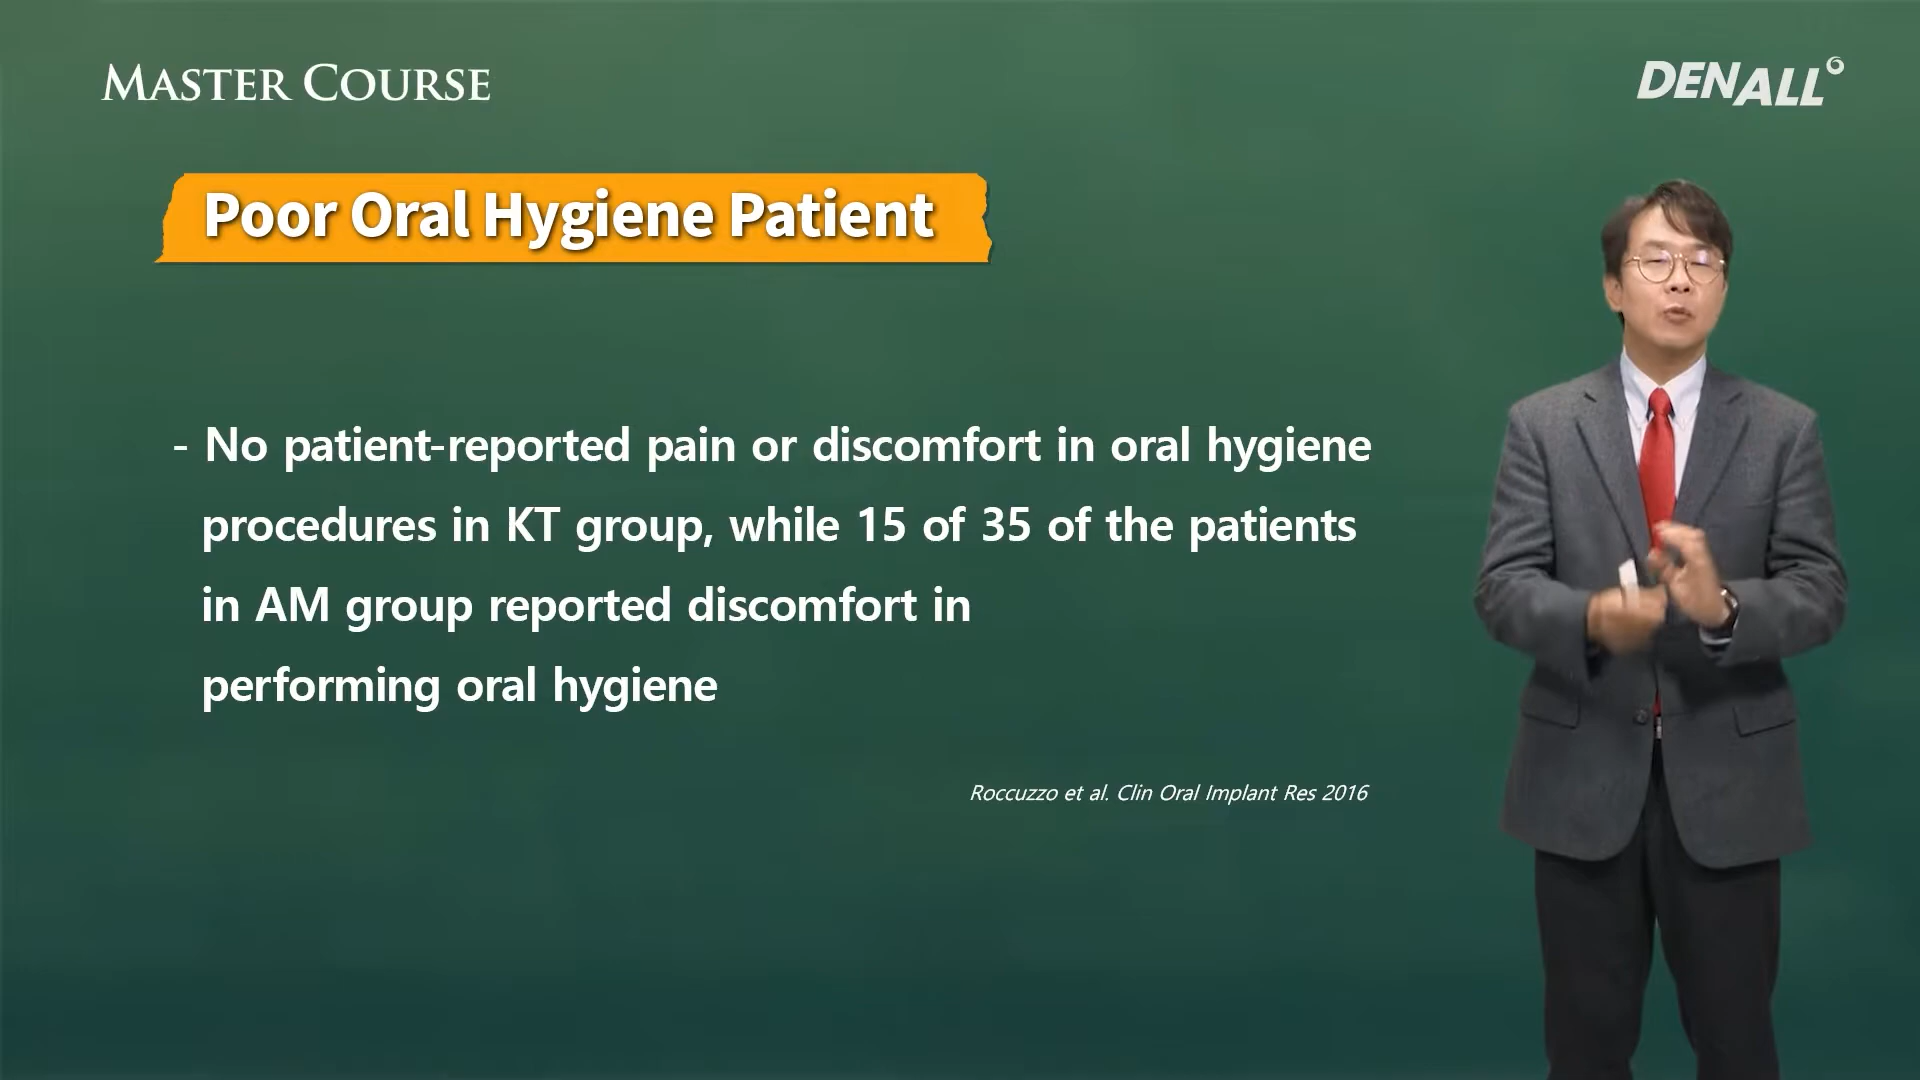 MASTER COURSE
DENALL
Poor Oral Hygiene Patient
- No patient-reported pain or discomfort in oral hygiene
procedures in KT group, while 15 of 35 of the patients
in AM group reported discomfort in
performing oral hygiene
Roccuzzo et al. Clin Oral Implant Res 2016